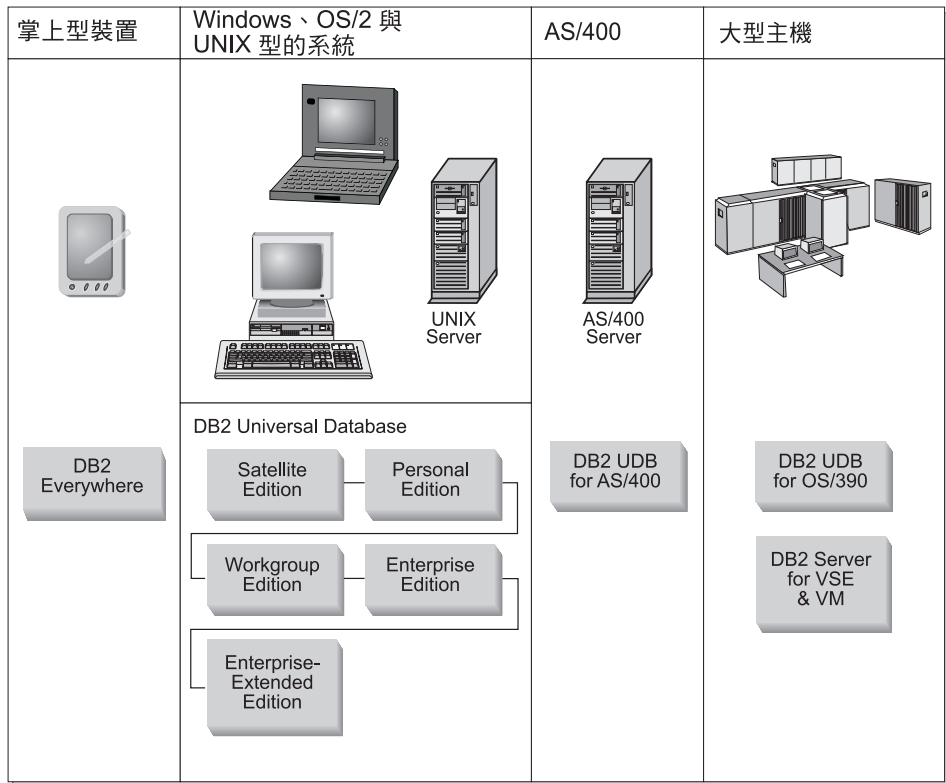 掌上型裝置
Windows、OS/2 與
UNIX 型的系統
AS/400
大型主機
UNIX
Server
AS/400
Server
DB2
Everywhere
DB2 Universal Database
Satellite
Edition
Personal
Edition
Workgroup
Edition
Enterprise
Edition
Enterprise-
Extended
Edition
DB2 UDB
for AS/400
DB2 UDB
for OS/390
DB2 Server
for VSE
& VM